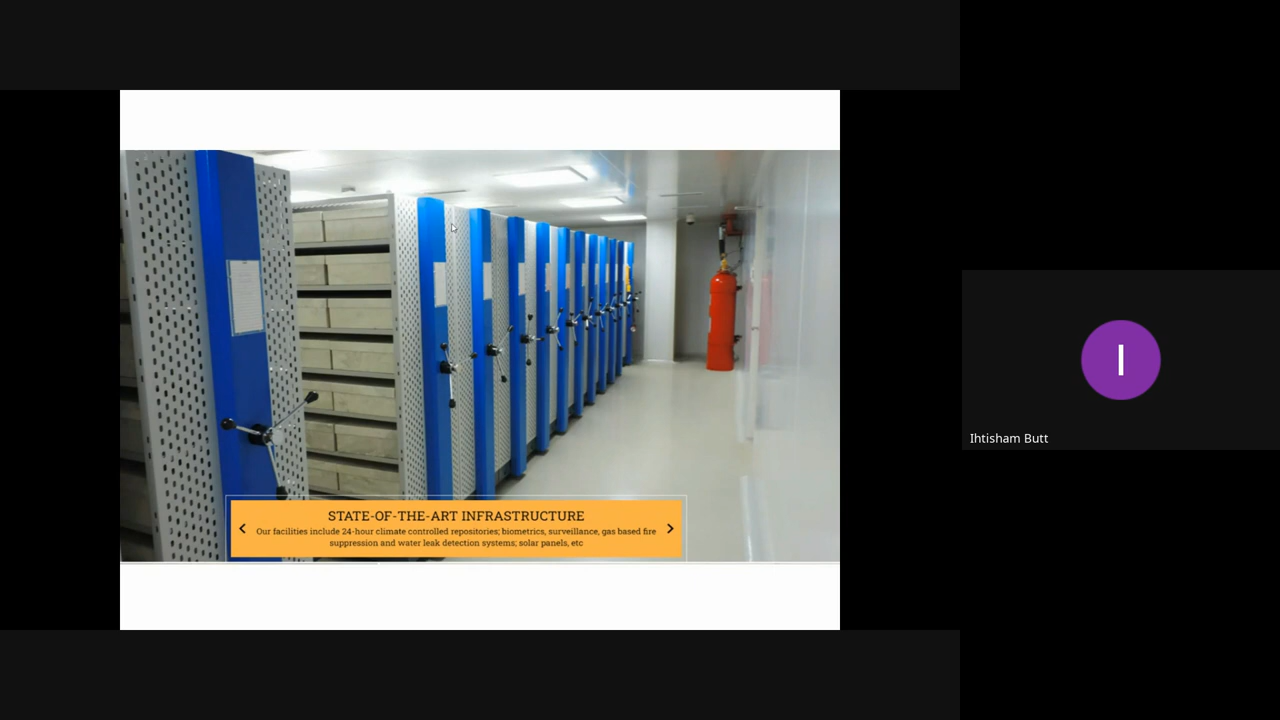 STATE-OF-THE-ART INFRASTRUCTURE
Our facilities include 24-hour climate controlled repositories; biometrics, surveillance, gas based fire
suppression and water leak detection systems; solar panels, etc
I
Ihtisham Butt